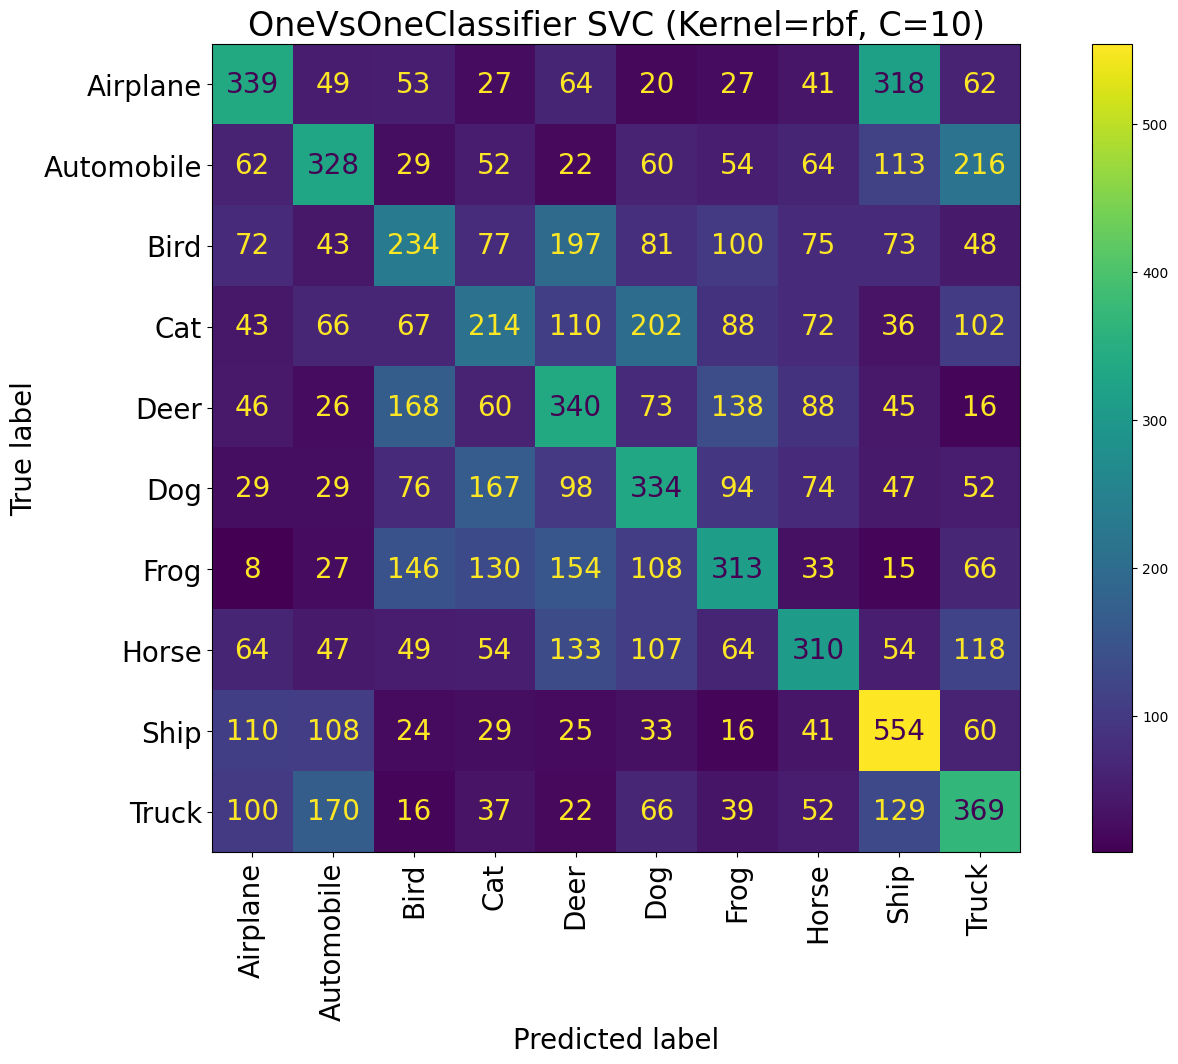 OneVsOneClassifier SVC (Kernel=rbf, C=10)
Airplane 339 49 53 27 64 20 27 41 318 62
Automobile 62 328 29 52 22 60 54 64 113 216
Bird 72 43 234 77 197 81 100 75 73 48
Cat 43 66 67 214 110 202 88 72 36 102
Deer 46 26 168 60 340 73 138 88 45 16
Dog 29 29 76 167 98 334 94 74 47 52
Frog 8 27 146 130 154 108 313 33 15 66
Horse 64 47 49 54 133 107 64 310 54 118
Ship 110 108 24 29 25 33 16 41 554 60
Truck 100 170 16 37 22 66 39 52 129 369
True label
Airplane Automobile Bird Cat Deer Dog Frog Horse Ship Truck
Predicted label
500
400
300
200
100